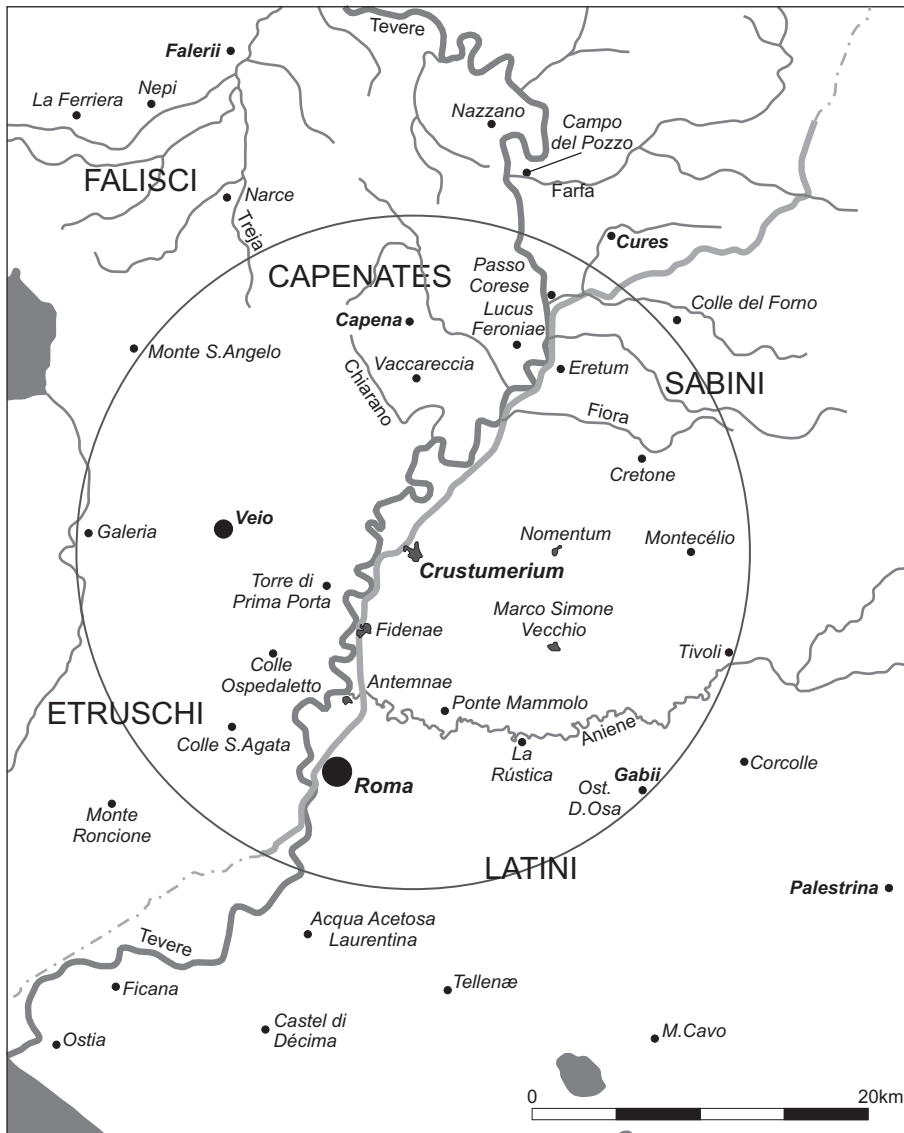 Tevere
Falerii
Nepi
La Ferriera
Nazzano
Campo
del Pozzo
FALISCI
Farfa
Narce
Treja
Cures
CAPENATES
Passo
Corese
Lucus
Feroniae
Colle del Forno
Capena
Monte S.Angelo
Vaccareccia
Chiarano
Eretum
SABINI
Fiora
Cretone
Veio
Galeria
Nomentum
Montecélio
Crustumerium
Torre di
Prima Porta
Marco Simone
Vecchio
Fidenae
Tivoli
Colle
Ospedaletto
Antemnae
ETRUSCHI
Ponte Mammolo
Aniene
Colle S.Agata
La
Rústica
Corcolle
Roma
Gabii
Ost.
D.Osa
Monte
Roncione
LATINI
Palestrina
Acqua Acetosa
Laurentina
Tevere
Ficana
Tellenæ
Castel di
Décima
Ostia
M.Cavo
0 20km